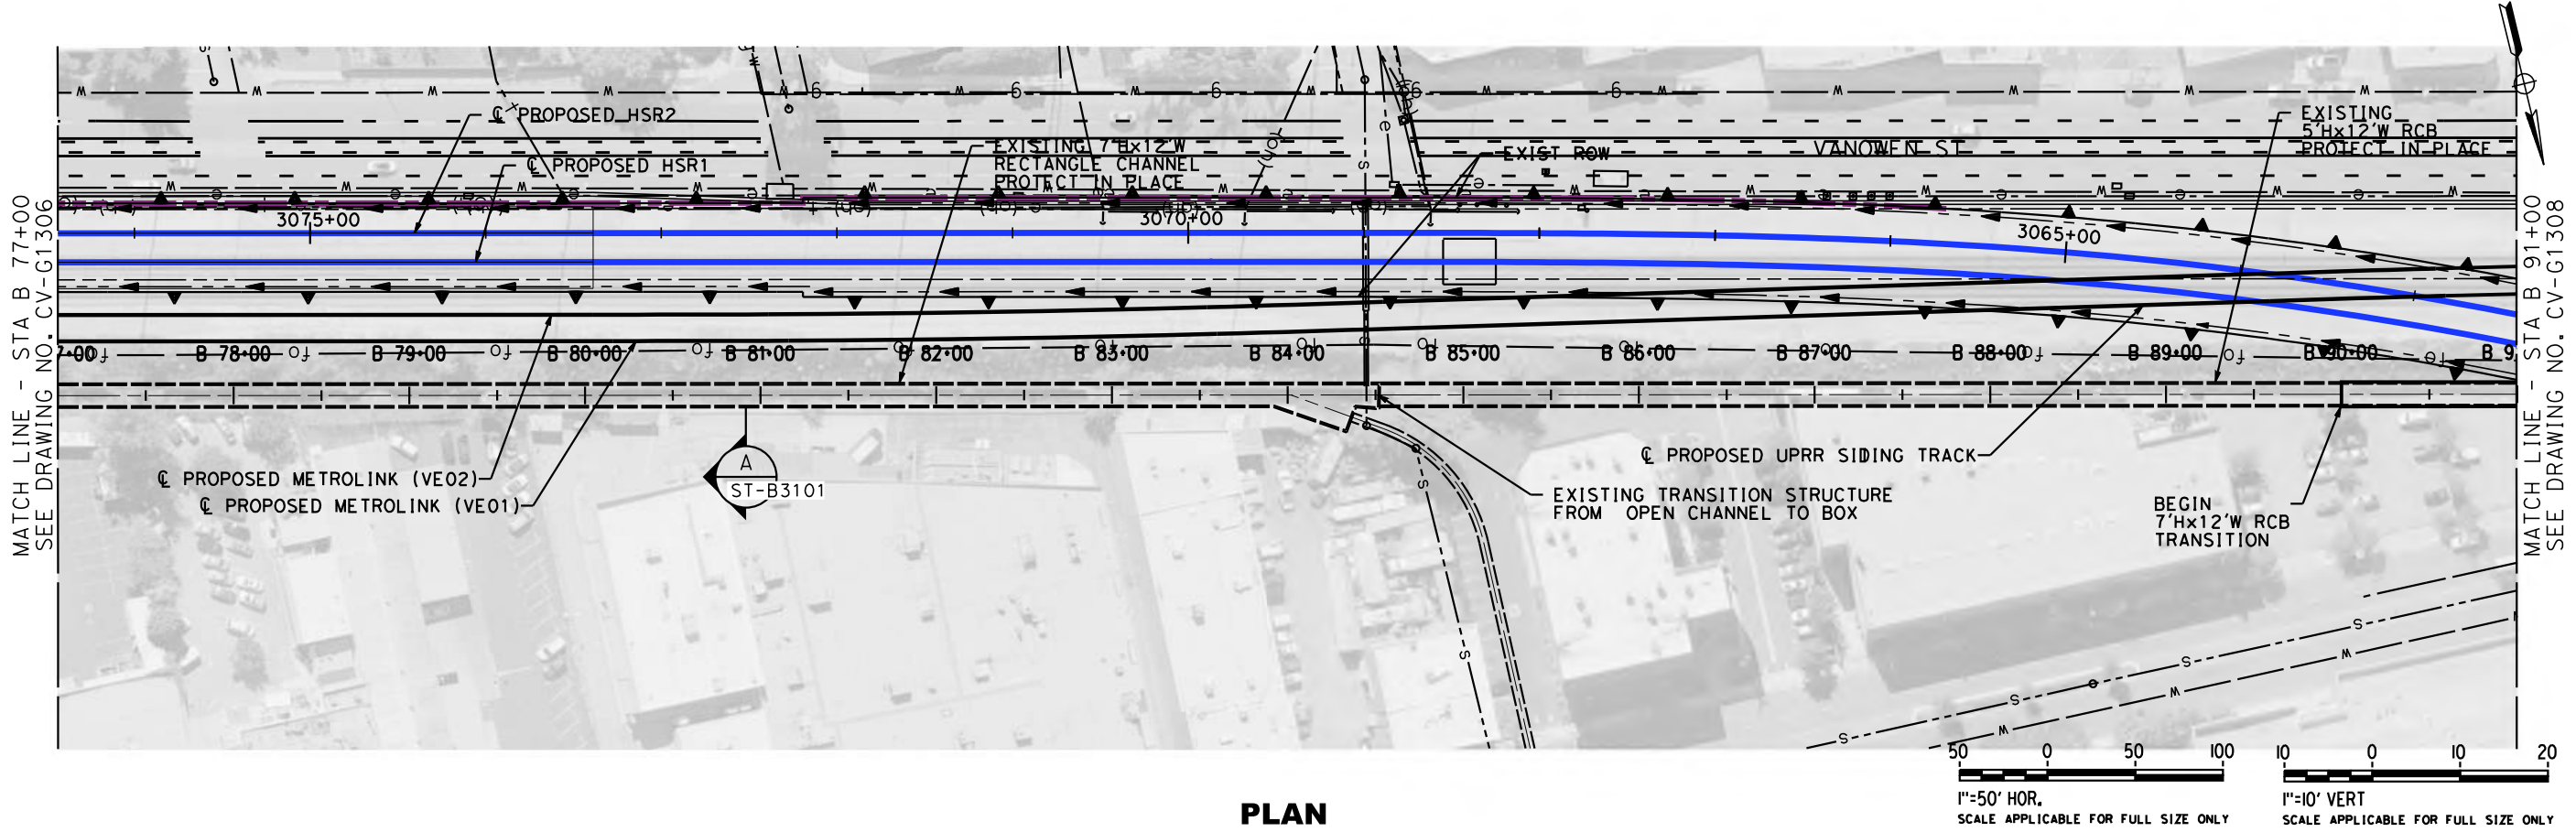 ℄ PROPOSED HSR2
℄ PROPOSED HSR1
EXISTING 7'Hx12'W
RECTANGLE CHANNEL
PROTECT IN PLACE
EXIST ROW
VANOWEN ST
EXISTING
5'Hx12'W RCB
PROTECT IN PLACE
3075+00
3070+00
3065+00
MATCH LINE - STA B 77+00
SEE DRAWING NO. CV-G1306
MATCH LINE - STA B 91+00
SEE DRAWING NO. CV-G1308
7+00 B 78+00 B 79+00 B 80+00 B 81+00 B 82+00 B 83+00 B 84+00 B 85+00 B 86+00 B 87+00 B 88+00 B 89+00 B 90+00 B 9
℄ PROPOSED METROLINK (VE02)
℄ PROPOSED METROLINK (VE01)
A
ST-B3101
℄ PROPOSED UPRR SIDING TRACK
EXISTING TRANSITION STRUCTURE
FROM OPEN CHANNEL TO BOX
BEGIN
7'Hx12'W RCB
TRANSITION
50 0 50 100
1"=50' HOR.
SCALE APPLICABLE FOR FULL SIZE ONLY
10 0 10 20
1"=10' VERT
SCALE APPLICABLE FOR FULL SIZE ONLY
PLAN